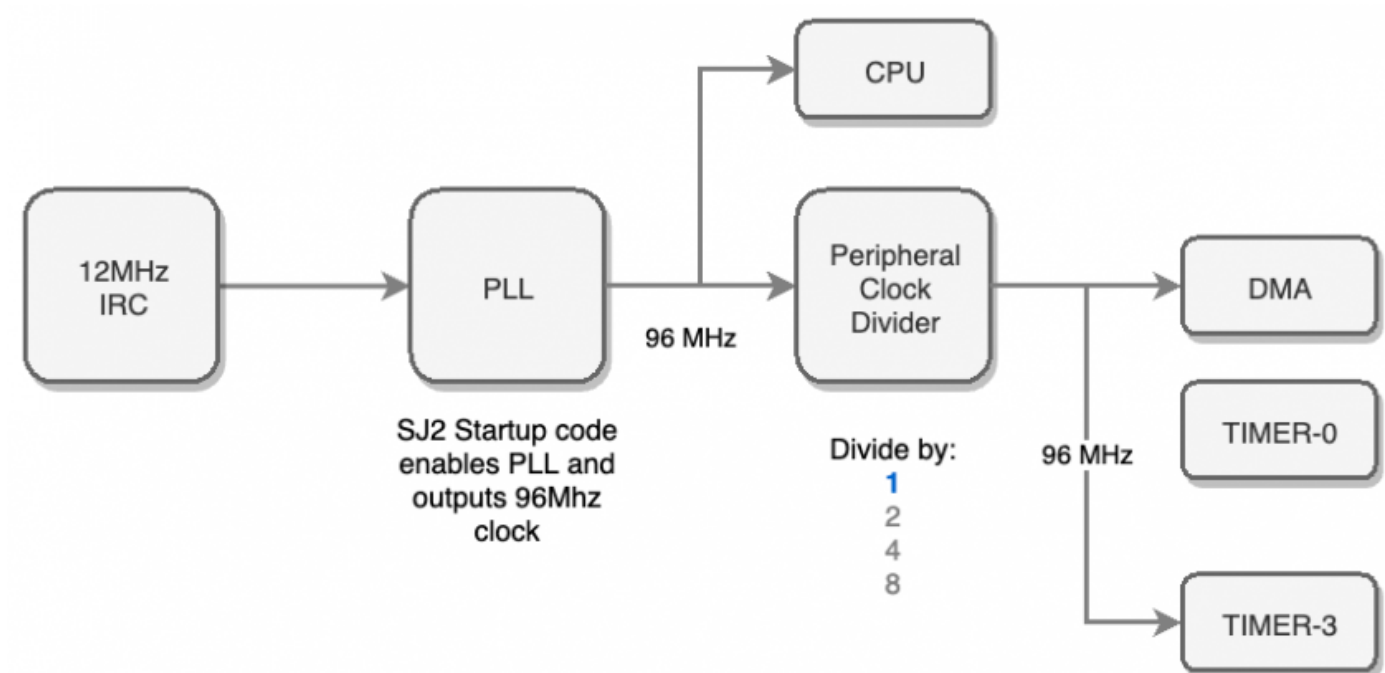 CPU
12MHz
IRC
PLL
96 MHz
Peripheral
Clock
Divider
DMA
SJ2 Startup code
enables PLL and
outputs 96Mhz
clock
Divide by:
1
2
4
8
96 MHz
TIMER-0
TIMER-3